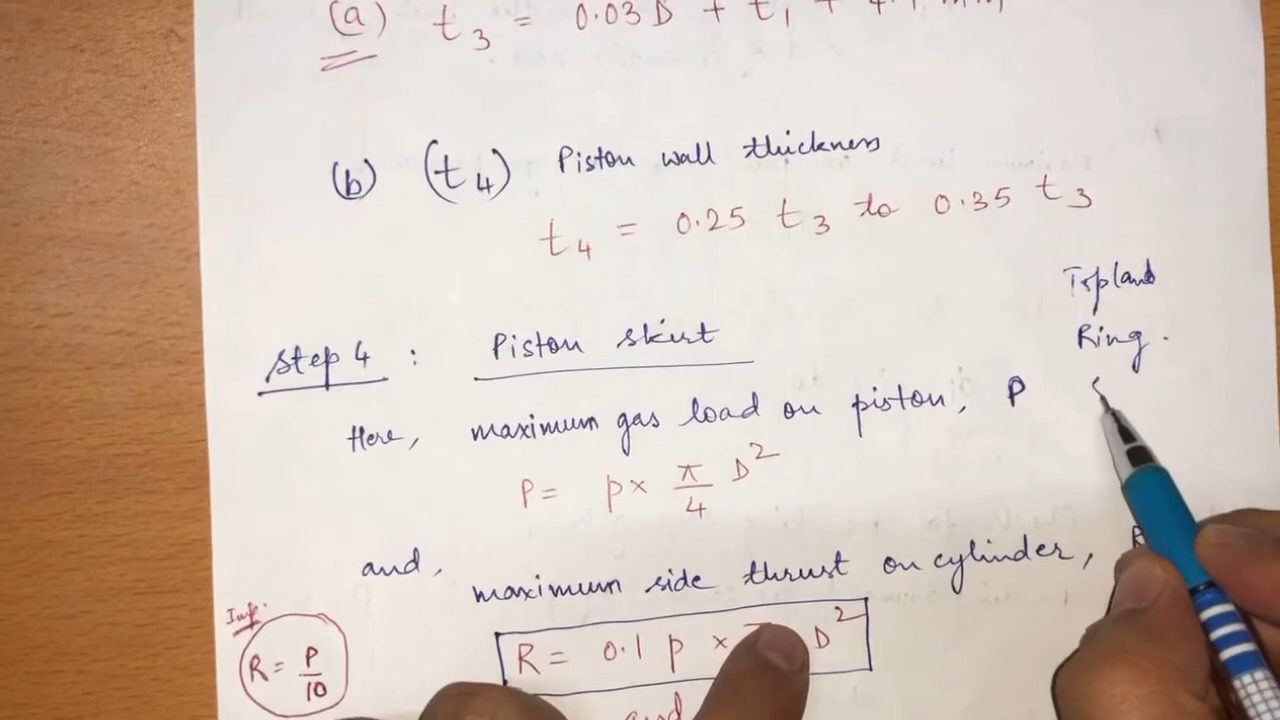 (a) t3 = 0.03 D + t1 +
(b) (t4) Piston wall thickness
t4 = 0.25 t3 to 0.35 t3
Top land
Ring.
Step 4 : Piston skirt
Here, maximum gas load on piston, P
P = p × π/4 D²
and, maximum side thrust on cylinder, R
Imp.
R = P/10
R = 0.1 p × D²
and